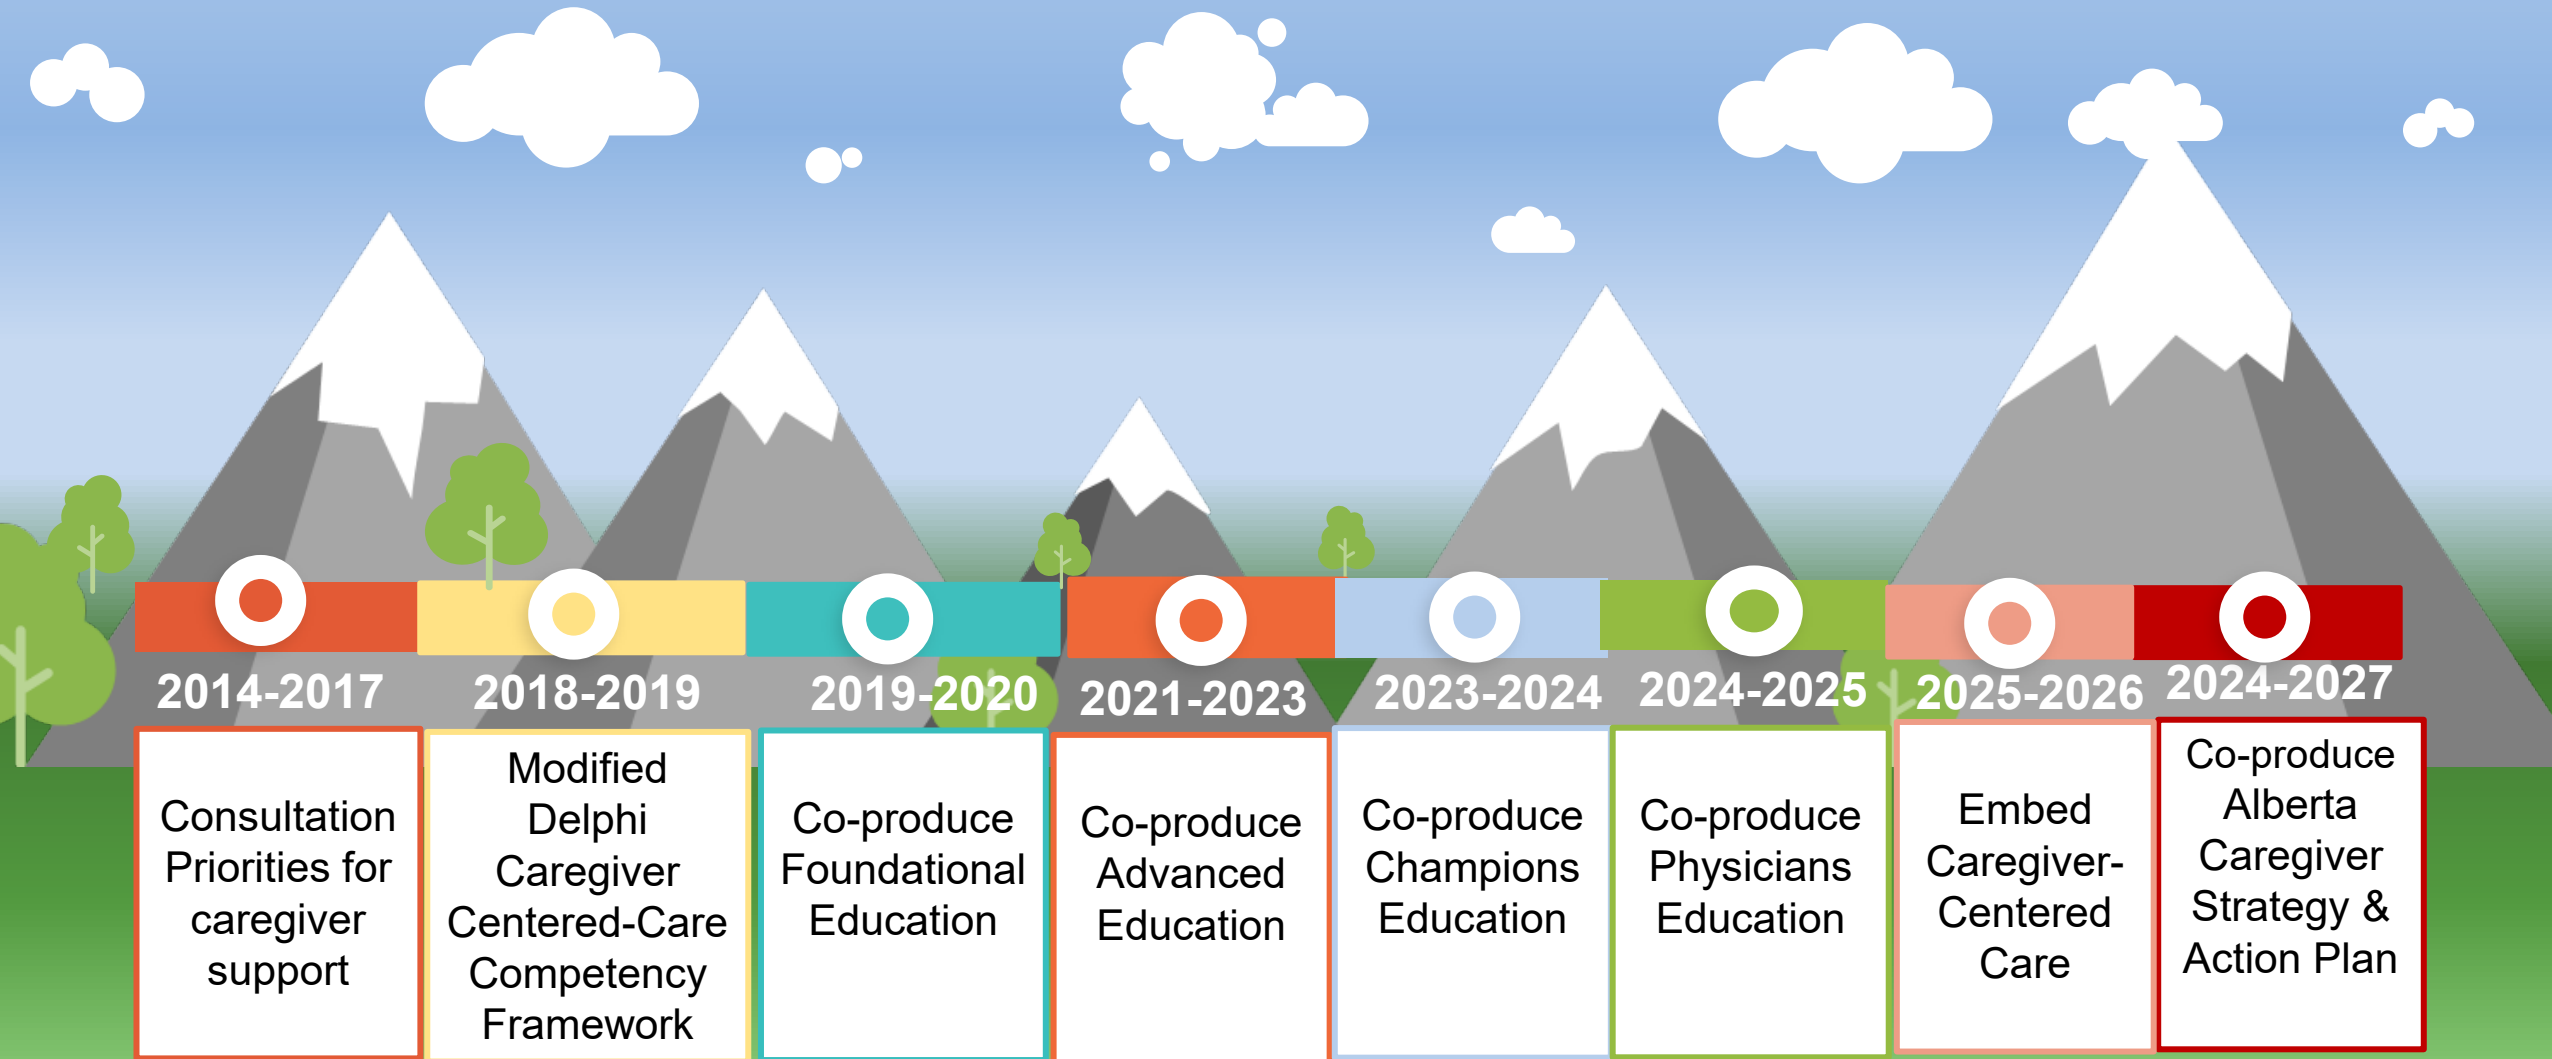 2014-2017
2018-2019
2019-2020
2021-2023
2023-2024
2024-2025
2025-2026
2024-2027
Consultation
Priorities for
caregiver
support
Modified
Delphi
Caregiver
Centered-Care
Competency
Framework
Co-produce
Foundational
Education
Co-produce
Advanced
Education
Co-produce
Champions
Education
Co-produce
Physicians
Education
Embed
Caregiver-
Centered
Care
Co-produce
Alberta
Caregiver
Strategy &
Action Plan